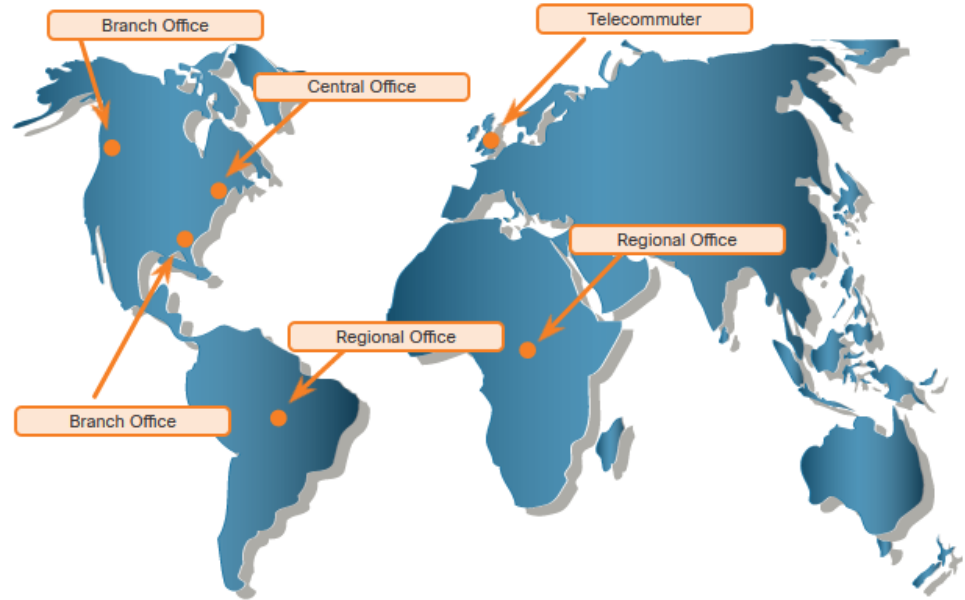 Branch Office
Telecommuter
Central Office
Regional Office
Regional Office
Branch Office